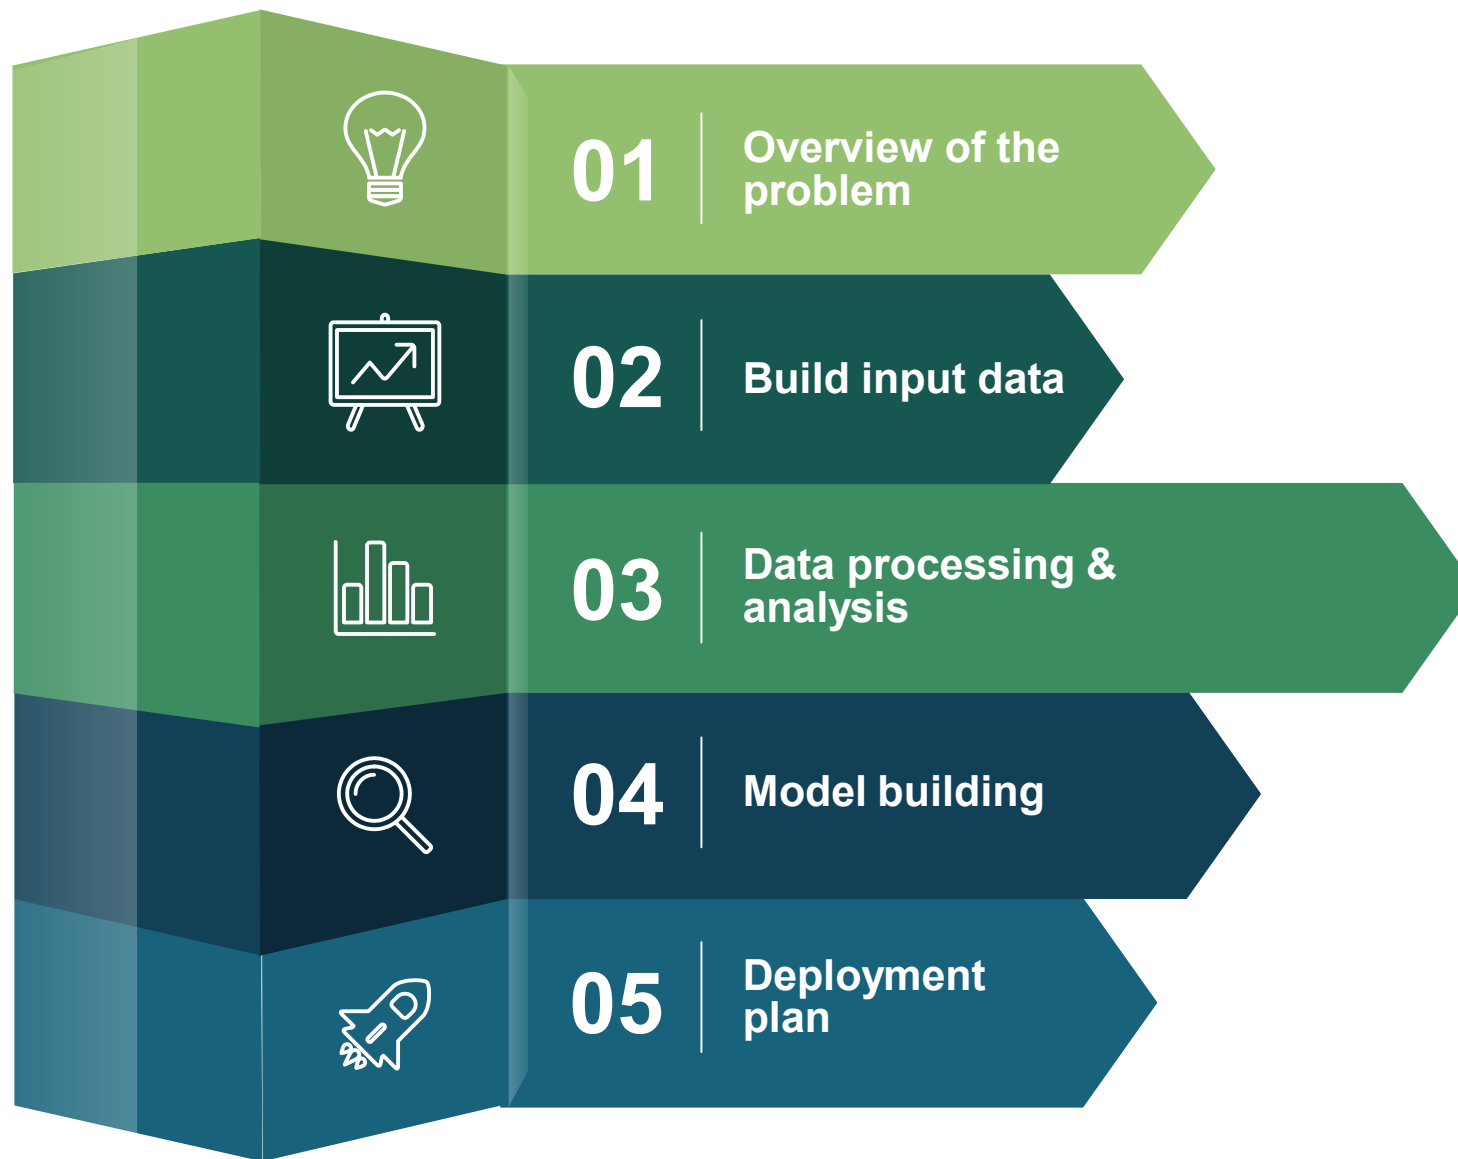 01
Overview of the
problem
02
Build input data
03
Data processing &
analysis
04
Model building
05
Deployment
plan